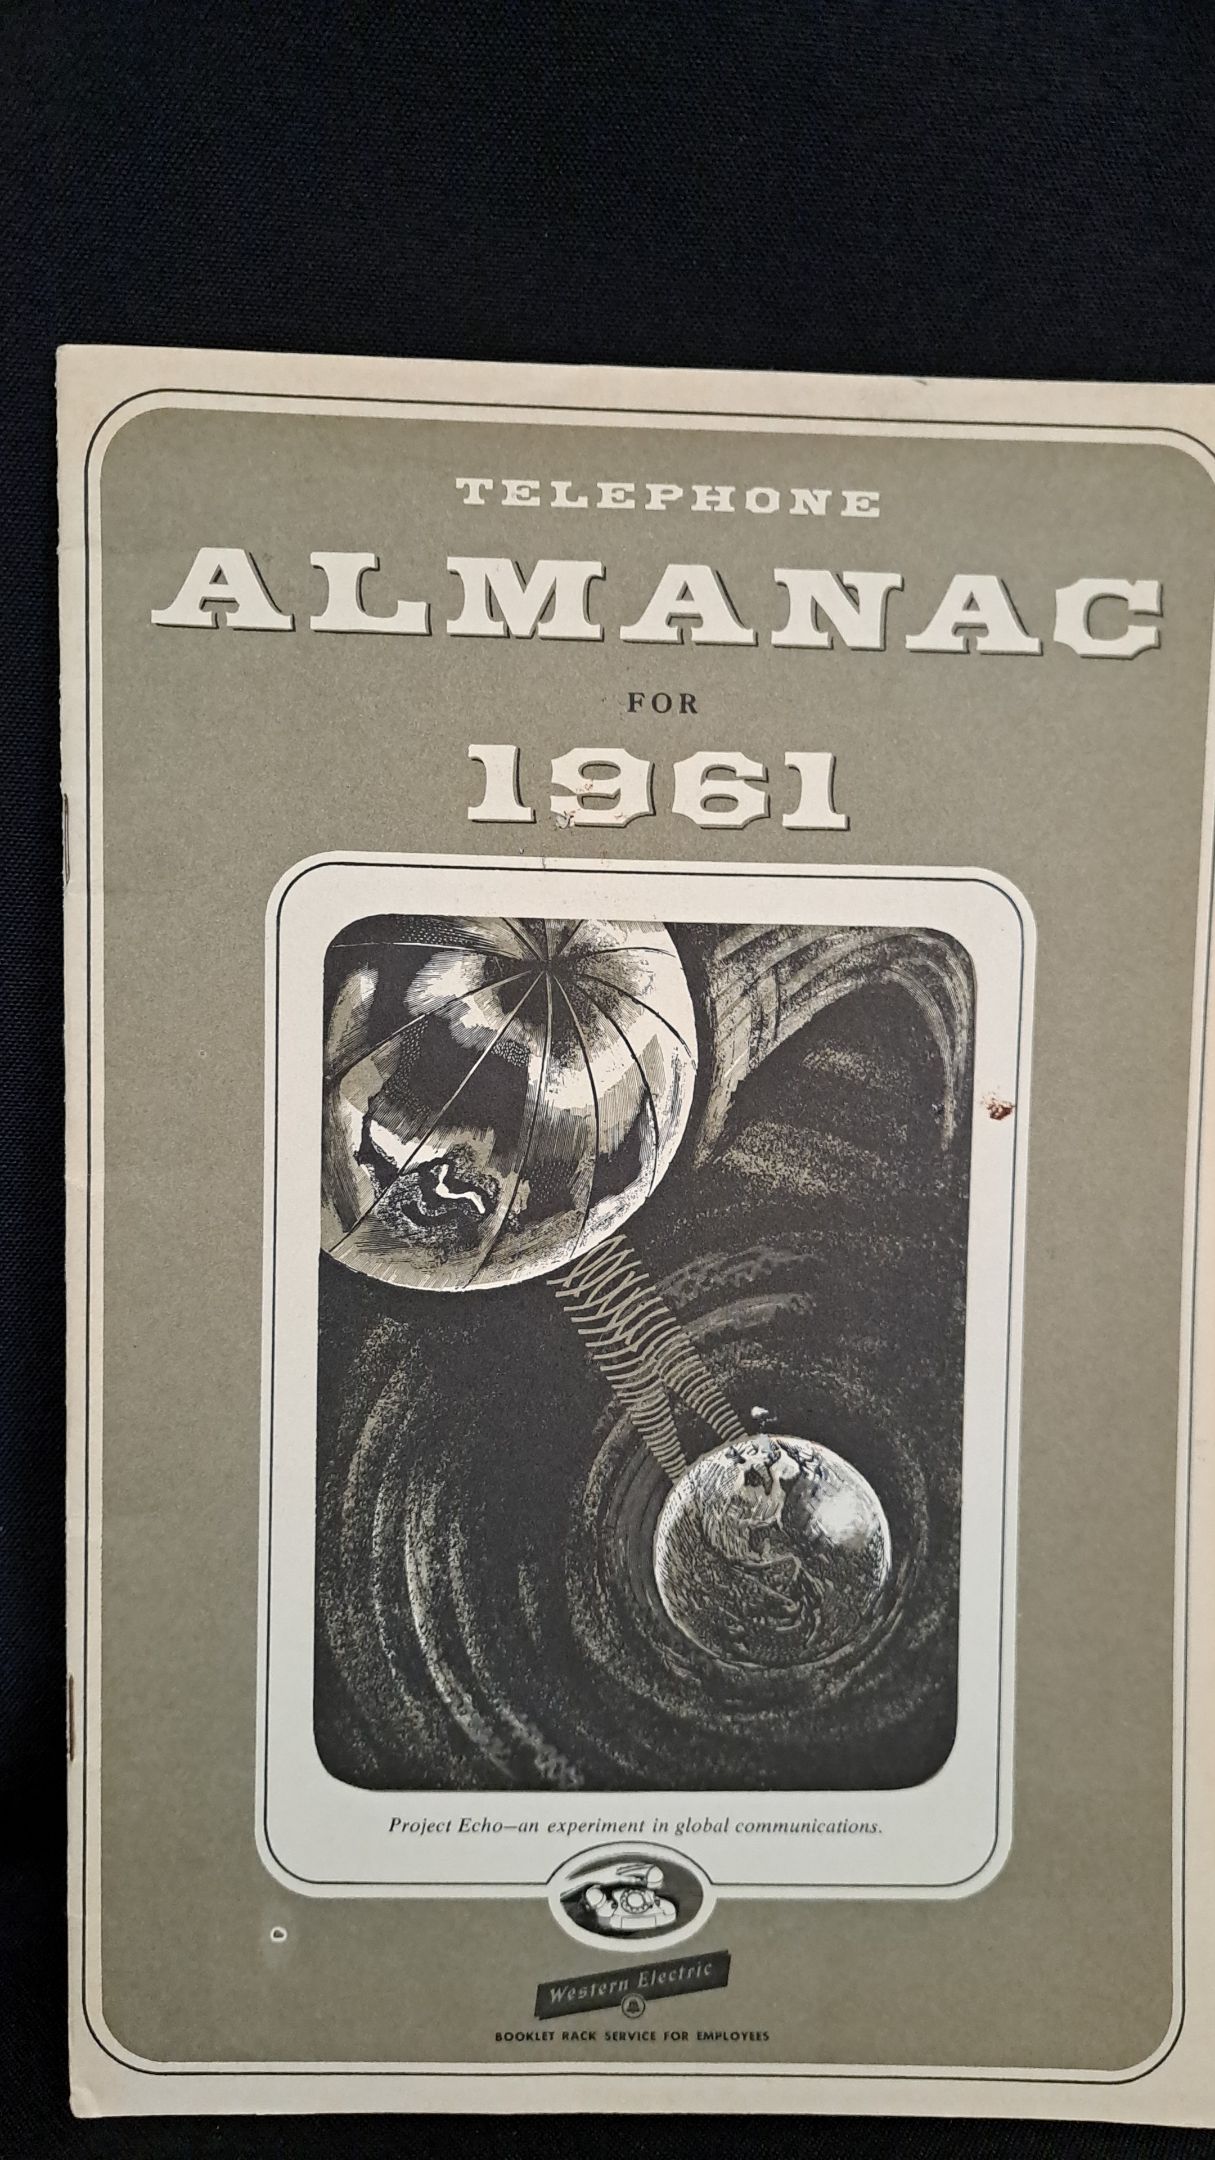 TELEPHONE
ALMANAC
FOR
1961
Project Echo—an experiment in global communications.
Western Electric
BOOKLET RACK SERVICE FOR EMPLOYEES